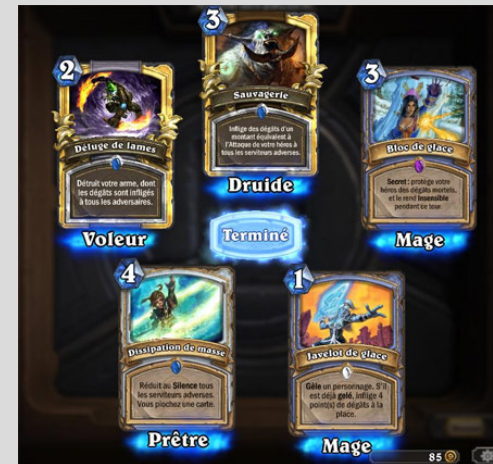 3
Sauvagerie
Inflige des dégâts d'un
montant équivalent à
l'Attaque de votre héros à
tous les serviteurs adverses.
Druide
2
Déluge de lames
Détruit votre arme, dont
les dégâts sont infligés
à tous les adversaires.
Voleur
3
Bloc de glace
Secret : protège votre
héros des dégâts mortels,
et le rend Insensible
pendant ce tour.
Mage
Terminé
4
Dissipation de masse
Réduit au Silence tous
les serviteurs adverses.
Vous piochez une carte.
Prêtre
1
Javelot de glace
Gèle un personnage. S'il
est déjà gelé, inflige 4
point(s) de dégâts à la
place.
Mage
85